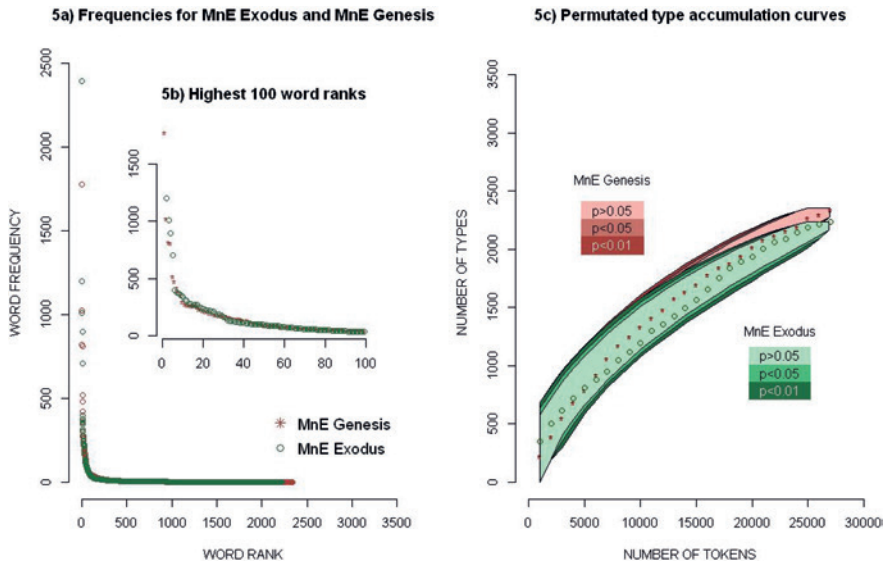 5a) Frequencies for MnE Exodus and MnE Genesis
WORD FREQUENCY
2500
2000
1500
1000
500
0
0 500 1000 1500 2000 2500 3000 3500
WORD RANK
5b) Highest 100 word ranks
1500
1000
500
0
0 20 40 60 80 100
MnE Genesis
MnE Exodus
5c) Permutated type accumulation curves
NUMBER OF TYPES
3500
3000
2500
2000
1500
1000
500
0
0 5000 10000 15000 20000 25000 30000
NUMBER OF TOKENS
MnE Genesis
p>0.05
p<0.05
p<0.01
MnE Exodus
p>0.05
p<0.05
p<0.01